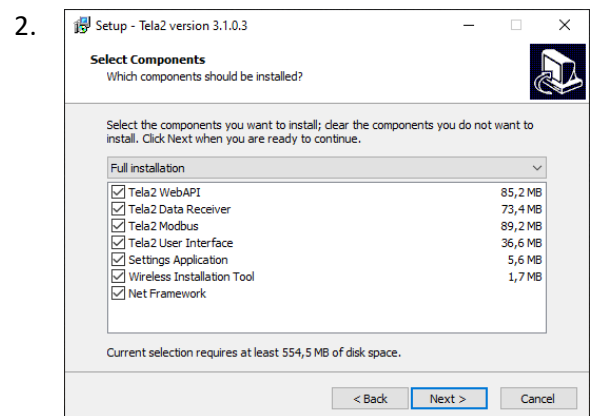 2.
Setup - Tela2 version 3.1.0.3
Select Components
Which components should be installed?
Select the components you want to install; clear the components you do not want to
install. Click Next when you are ready to continue.
Full installation
Tela2 WebAPI 85,2 MB
Tela2 Data Receiver 73,4 MB
Tela2 Modbus 89,2 MB
Tela2 User Interface 36,6 MB
Settings Application 5,6 MB
Wireless Installation Tool 1,7 MB
Net Framework
Current selection requires at least 554,5 MB of disk space.
< Back Next > Cancel